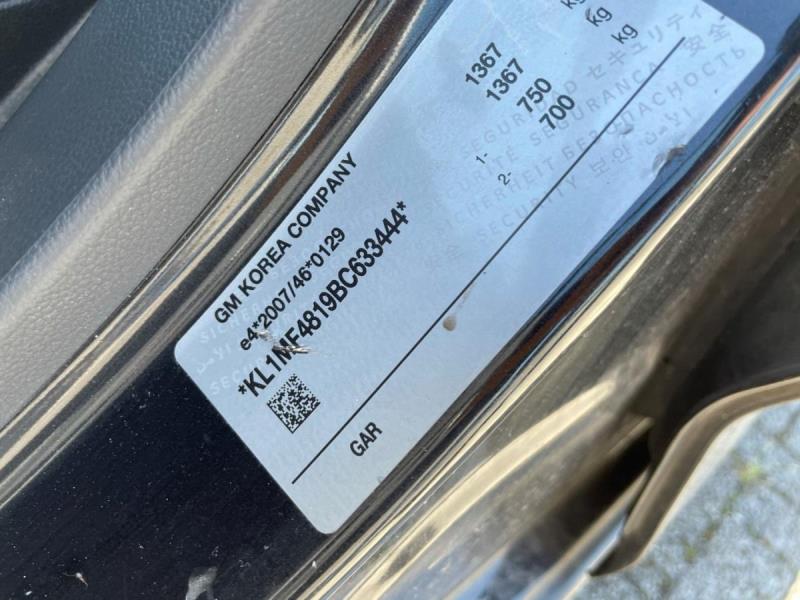 GM KOREA COMPANY
e4*2007/46*0129
*KL1MF4819BC633444*
1367 kg
1367 kg
1- 750 kg
2- 700
GAR